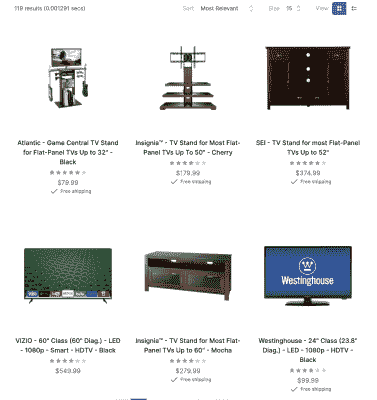 119 results (0.001291 secs)
Sort Most Relevant
Size 15
View
Atlantic - Game Central TV Stand
for Flat-Panel TVs Up to 32" -
Black
$79.99
Free shipping
Insignia™ - TV Stand for Most Flat-
Panel TVs Up To 50" - Cherry
$179.99
Free shipping
SEI - TV Stand for most Flat-Panel
TVs Up to 52"
$374.99
Free shipping
Westinghouse
VIZIO - 60" Class (60" Diag.) - LED
- 1080p - Smart - HDTV - Black
$549.99
Insignia™ - TV Stand for Most Flat-
Panel TVs Up to 60" - Mocha
$279.99
Free shipping
Westinghouse - 24" Class (23.8"
Diag.) - LED - 1080p - HDTV -
Black
$99.99
Free shipping